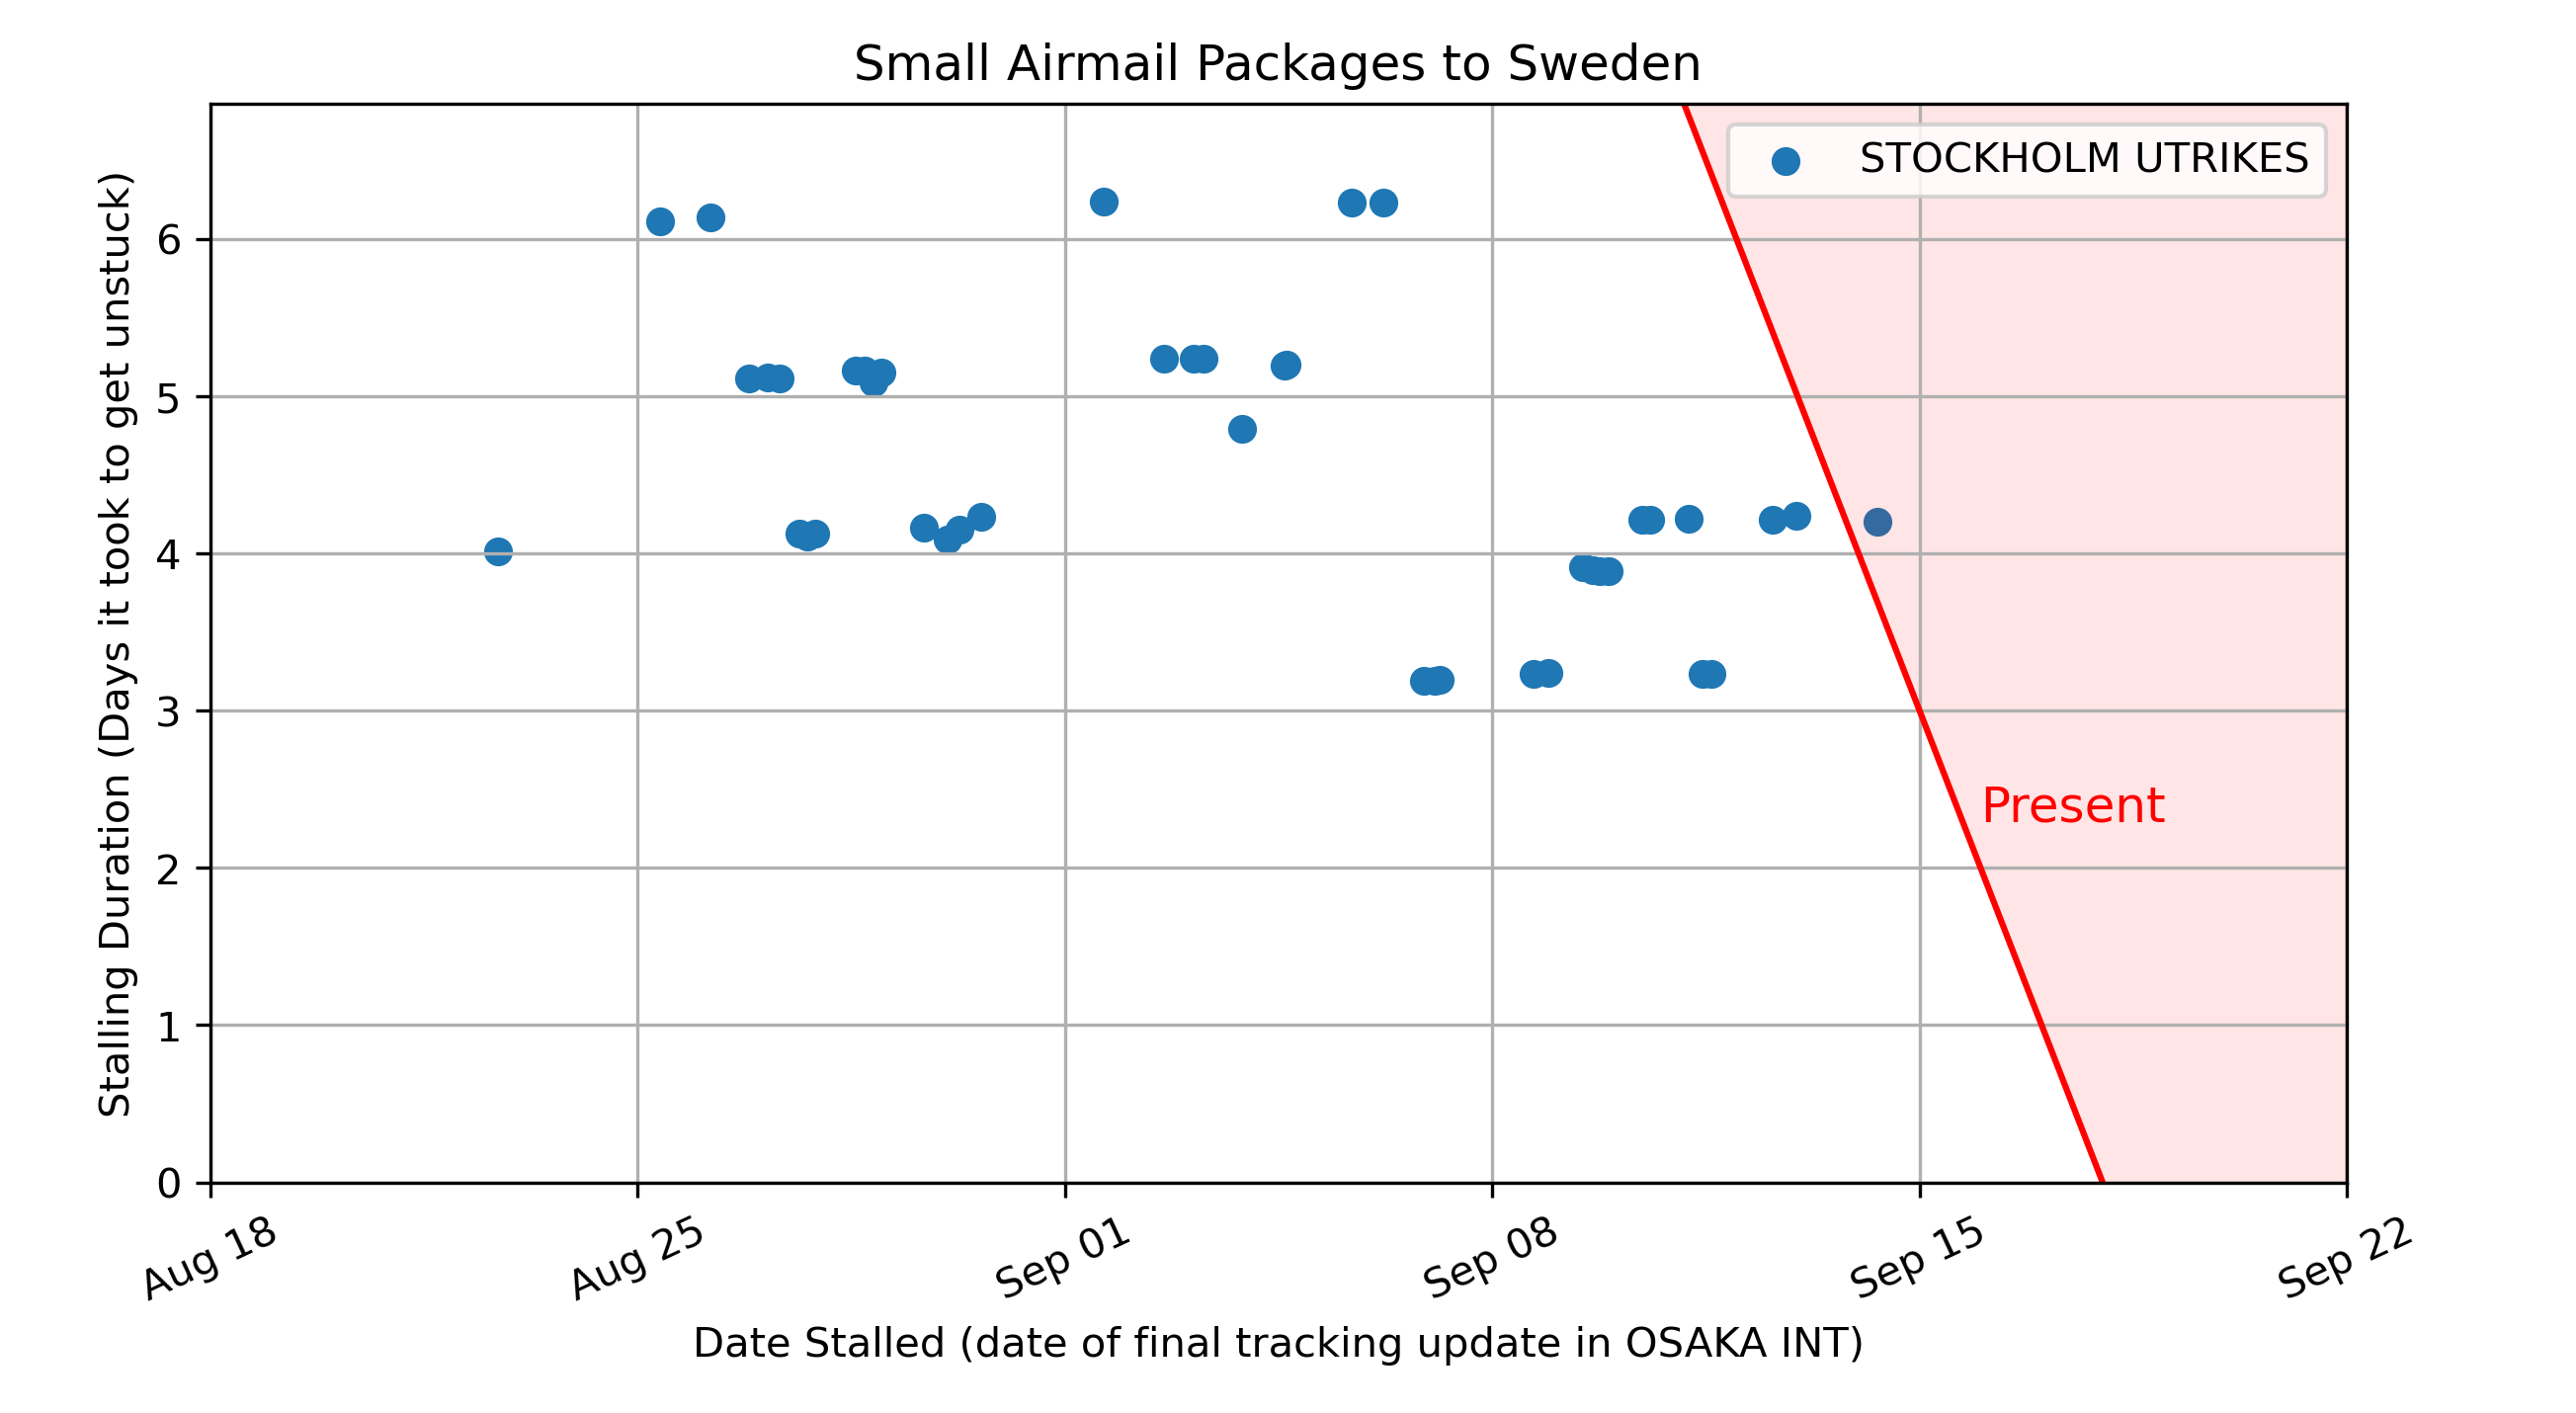 Small Airmail Packages to Sweden
STOCKHOLM UTRIKES
Stalling Duration (Days it took to get unstuck)
6
5
4
3
2
1
0
Present
Aug 18
Aug 25
Sep 01
Sep 08
Sep 15
Sep 22
Date Stalled (date of final tracking update in OSAKA INT)